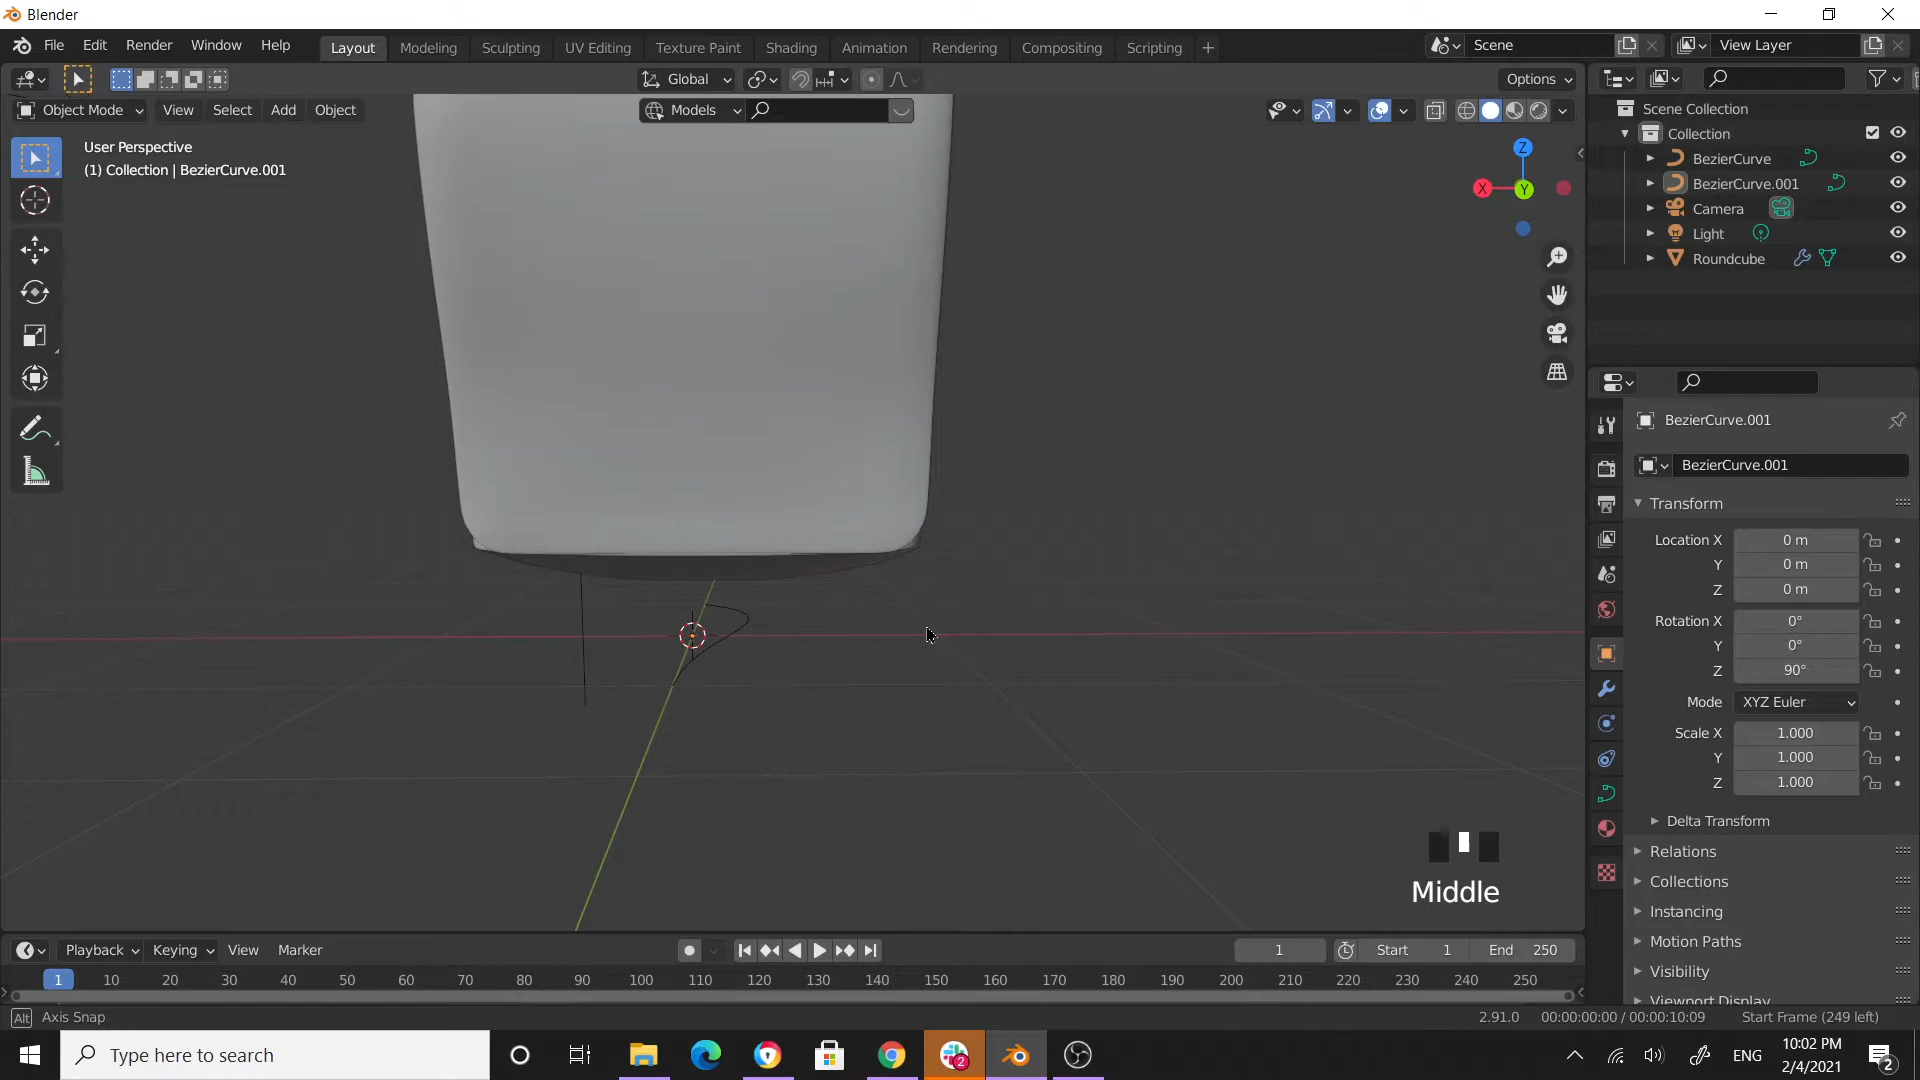 Blender
File Edit Render Window Help Layout Modeling Sculpting UV Editing Texture Paint Shading Animation Rendering Compositing Scripting + Scene View Layer
Global Options
Object Mode View Select Add Object Models
User Perspective
(1) Collection | BezierCurve.001
Z
X
Y
Scene Collection
Collection
BezierCurve
BezierCurve.001
Camera
Light
Roundcube
BezierCurve.001
BezierCurve.001
Transform
Location X 0 m
Y 0 m
Z 0 m
Rotation X 0°
Y 0°
Z 90°
Mode XYZ Euler
Scale X 1.000
Y 1.000
Z 1.000
Delta Transform
Relations
Collections
Instancing
Motion Paths
Visibility
Viewport Display
Middle
Playback Keying View Marker 1 Start 1 End 250
1 10 20 30 40 50 60 70 80 90 100 110 120 130 140 150 160 170 180 190 200 210 220 230 240 250
Alt Axis Snap 2.91.0 00:00:00:00 / 00:00:10:09 Start Frame (249 left)
Type here to search
2
ENG
10:02 PM
2/4/2021
2